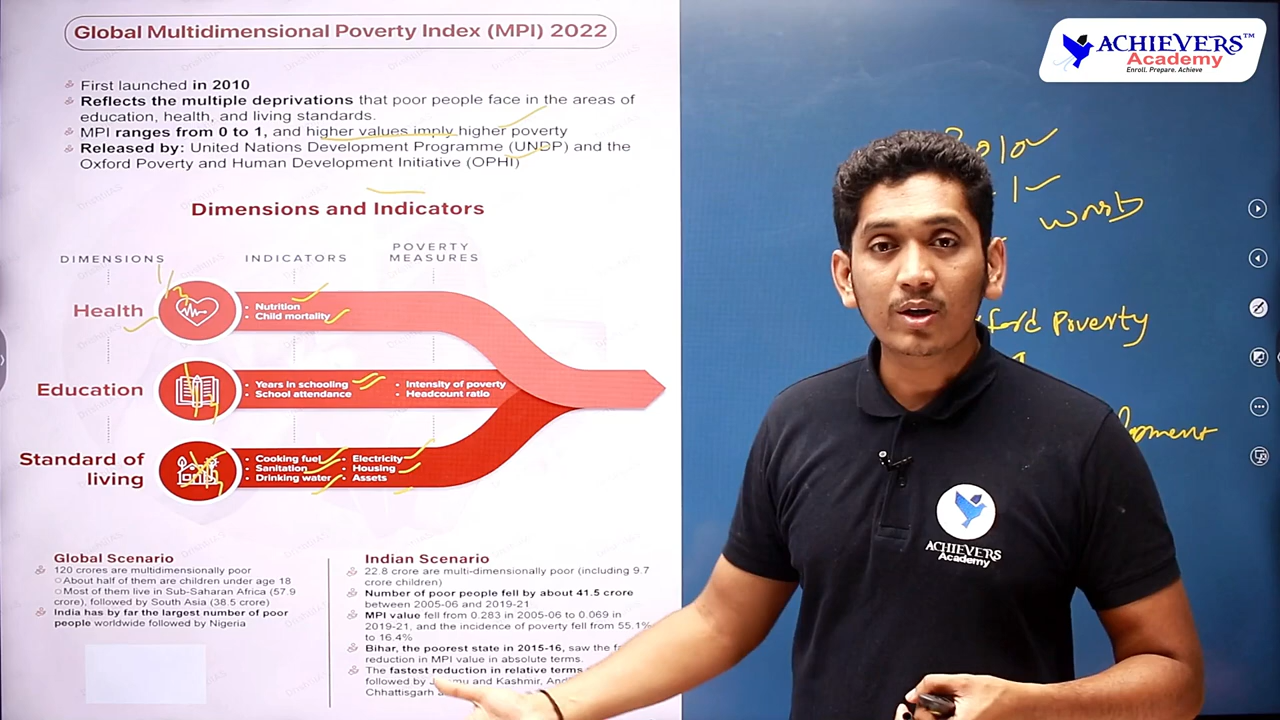 Global Multidimensional Poverty Index (MPI) 2022
ACHIEVERS™
Academy
Enroll. Prepare. Achieve
First launched in 2010
Reflects the multiple deprivations that poor people face in the areas of
education, health, and living standards.
MPI ranges from 0 to 1, and higher values imply higher poverty
Released by: United Nations Development Programme (UNDP) and the
Oxford Poverty and Human Development Initiative (OPHI)
Dimensions and Indicators
DIMENSIONS
INDICATORS
POVERTY
MEASURES
Health
• Nutrition
• Child mortality
Education
• Years in schooling
• School attendance
• Intensity of poverty
• Headcount ratio
Standard of
living
• Cooking fuel
• Sanitation
• Drinking water
• Electricity
• Housing
• Assets
Global Scenario
120 crores are multidimensionally poor
About half of them are children under age 18
Most of them live in Sub-Saharan Africa (57.9
crore), followed by South Asia (38.5 crore)
India has by far the largest number of poor
people worldwide followed by Nigeria
Indian Scenario
22.8 crore are multi-dimensionally poor (including 9.7
crore children)
Number of poor people fell by about 41.5 crore
between 2005-06 and 2019-21
MPI value fell from 0.283 in 2005-06 to 0.069 in
2019-21, and the incidence of poverty fell from 55.1%
to 16.4%
Bihar, the poorest state in 2015-16, saw the
reduction in MPI value in absolute terms.
The fastest reduction in relative terms
followed by and Kashmir,
Chhattisgarh
Poverty
ACHIEVERS
Academy